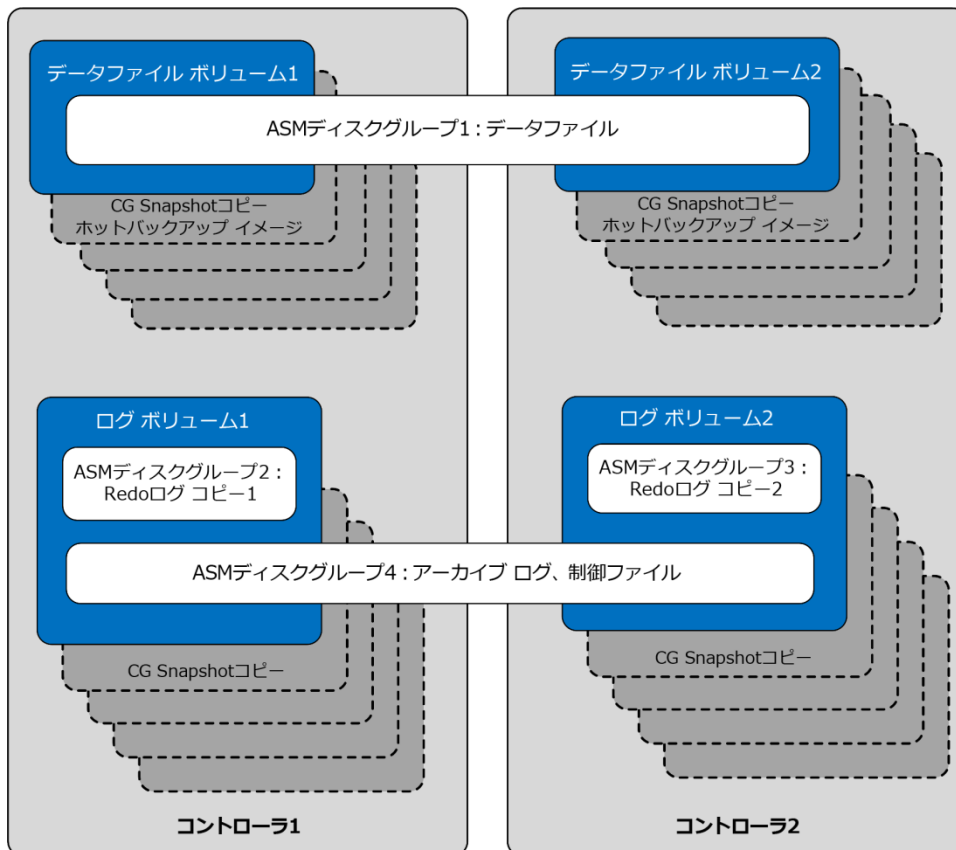 データファイル ボリューム1
データファイル ボリューム2
ASMディスクグループ1：データファイル
CG Snapshotコピー
ホットバックアップ イメージ
CG Snapshotコピー
ホットバックアップ イメージ
ログ ボリューム1
ログ ボリューム2
ASMディスクグループ2：
Redoログ コピー1
ASMディスクグループ3：
Redoログ コピー2
ASMディスクグループ4：アーカイブ ログ、制御ファイル
CG Snapshotコピー
CG Snapshotコピー
コントローラ1
コントローラ2